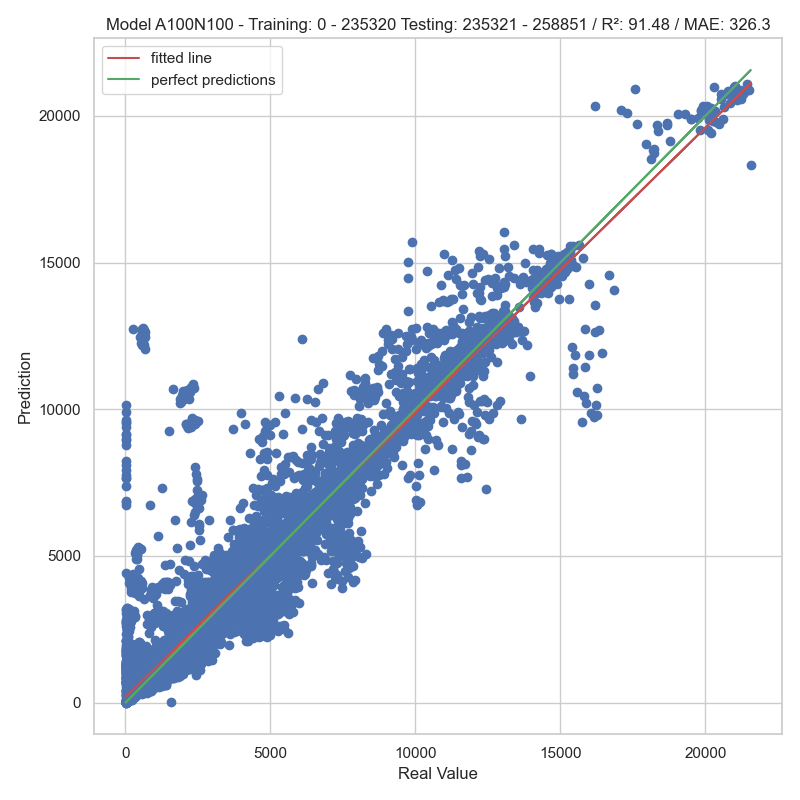 Model A100N100 - Training: 0 - 235320 Testing: 235321 - 258851 / R²: 91.48 / MAE: 326.3
fitted line
perfect predictions
20000
15000
10000
5000
0
Prediction
0 5000 10000 15000 20000
Real Value